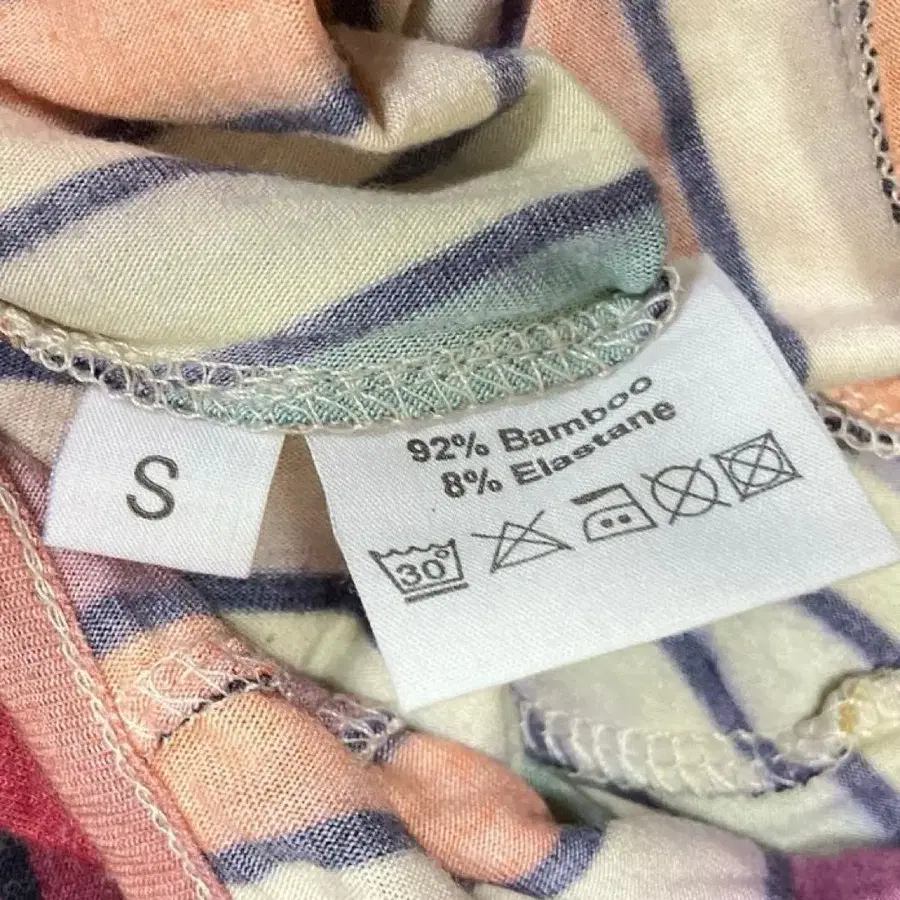 S
92% Bamboo
8% Elastane
30°